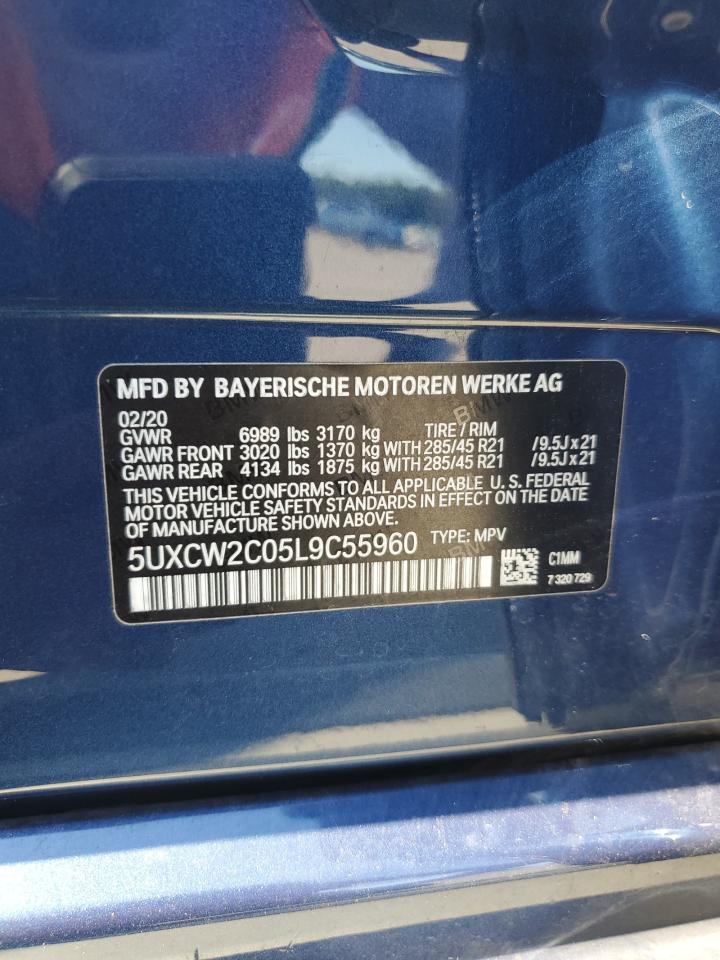 MFD BY BAYERISCHE MOTOREN WERKE AG
02/20
GVWR 6989 lbs 3170 kg TIRE / RIM
GAWR FRONT 3020 lbs 1370 kg WITH 285/45 R21 / 9.5J x 21
GAWR REAR 4134 lbs 1875 kg WITH 285/45 R21 / 9.5J x 21
THIS VEHICLE CONFORMS TO ALL APPLICABLE U. S. FEDERAL
MOTOR VEHICLE SAFETY STANDARDS IN EFFECT ON THE DATE
OF MANUFACTURE SHOWN ABOVE.
5UXCW2C05L9C55960 TYPE: MPV
C1MM
7 320 729